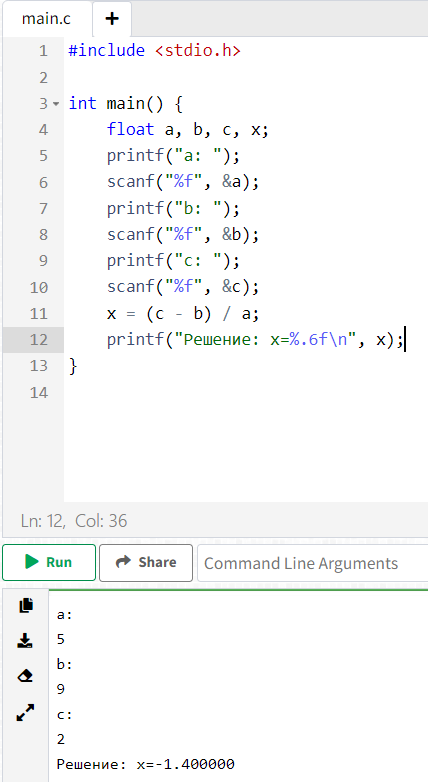 main.c +
1 #include <stdio.h>
2
3 int main() {
4 float a, b, c, x;
5 printf("a: ");
6 scanf("%f", &a);
7 printf("b: ");
8 scanf("%f", &b);
9 printf("c: ");
10 scanf("%f", &c);
11 x = (c - b) / a;
12 printf("Решение: x=%.6f\n", x);
13 }
14
Ln: 12, Col: 36
Run Share Command Line Arguments
a:
5
b:
9
c:
2
Решение: x=-1.400000